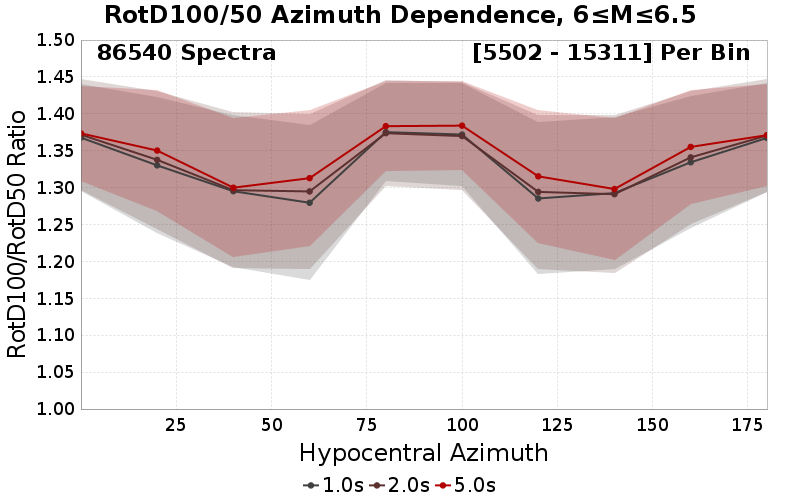 RotD100/50 Azimuth Dependence, 6≤M≤6.5
86540 Spectra
[5502 - 15311] Per Bin
RotD100/RotD50 Ratio
1.50
1.45
1.40
1.35
1.30
1.25
1.20
1.15
1.10
1.05
1.00
25 50 75 100 125 150 175
Hypocentral Azimuth
1.0s 2.0s 5.0s